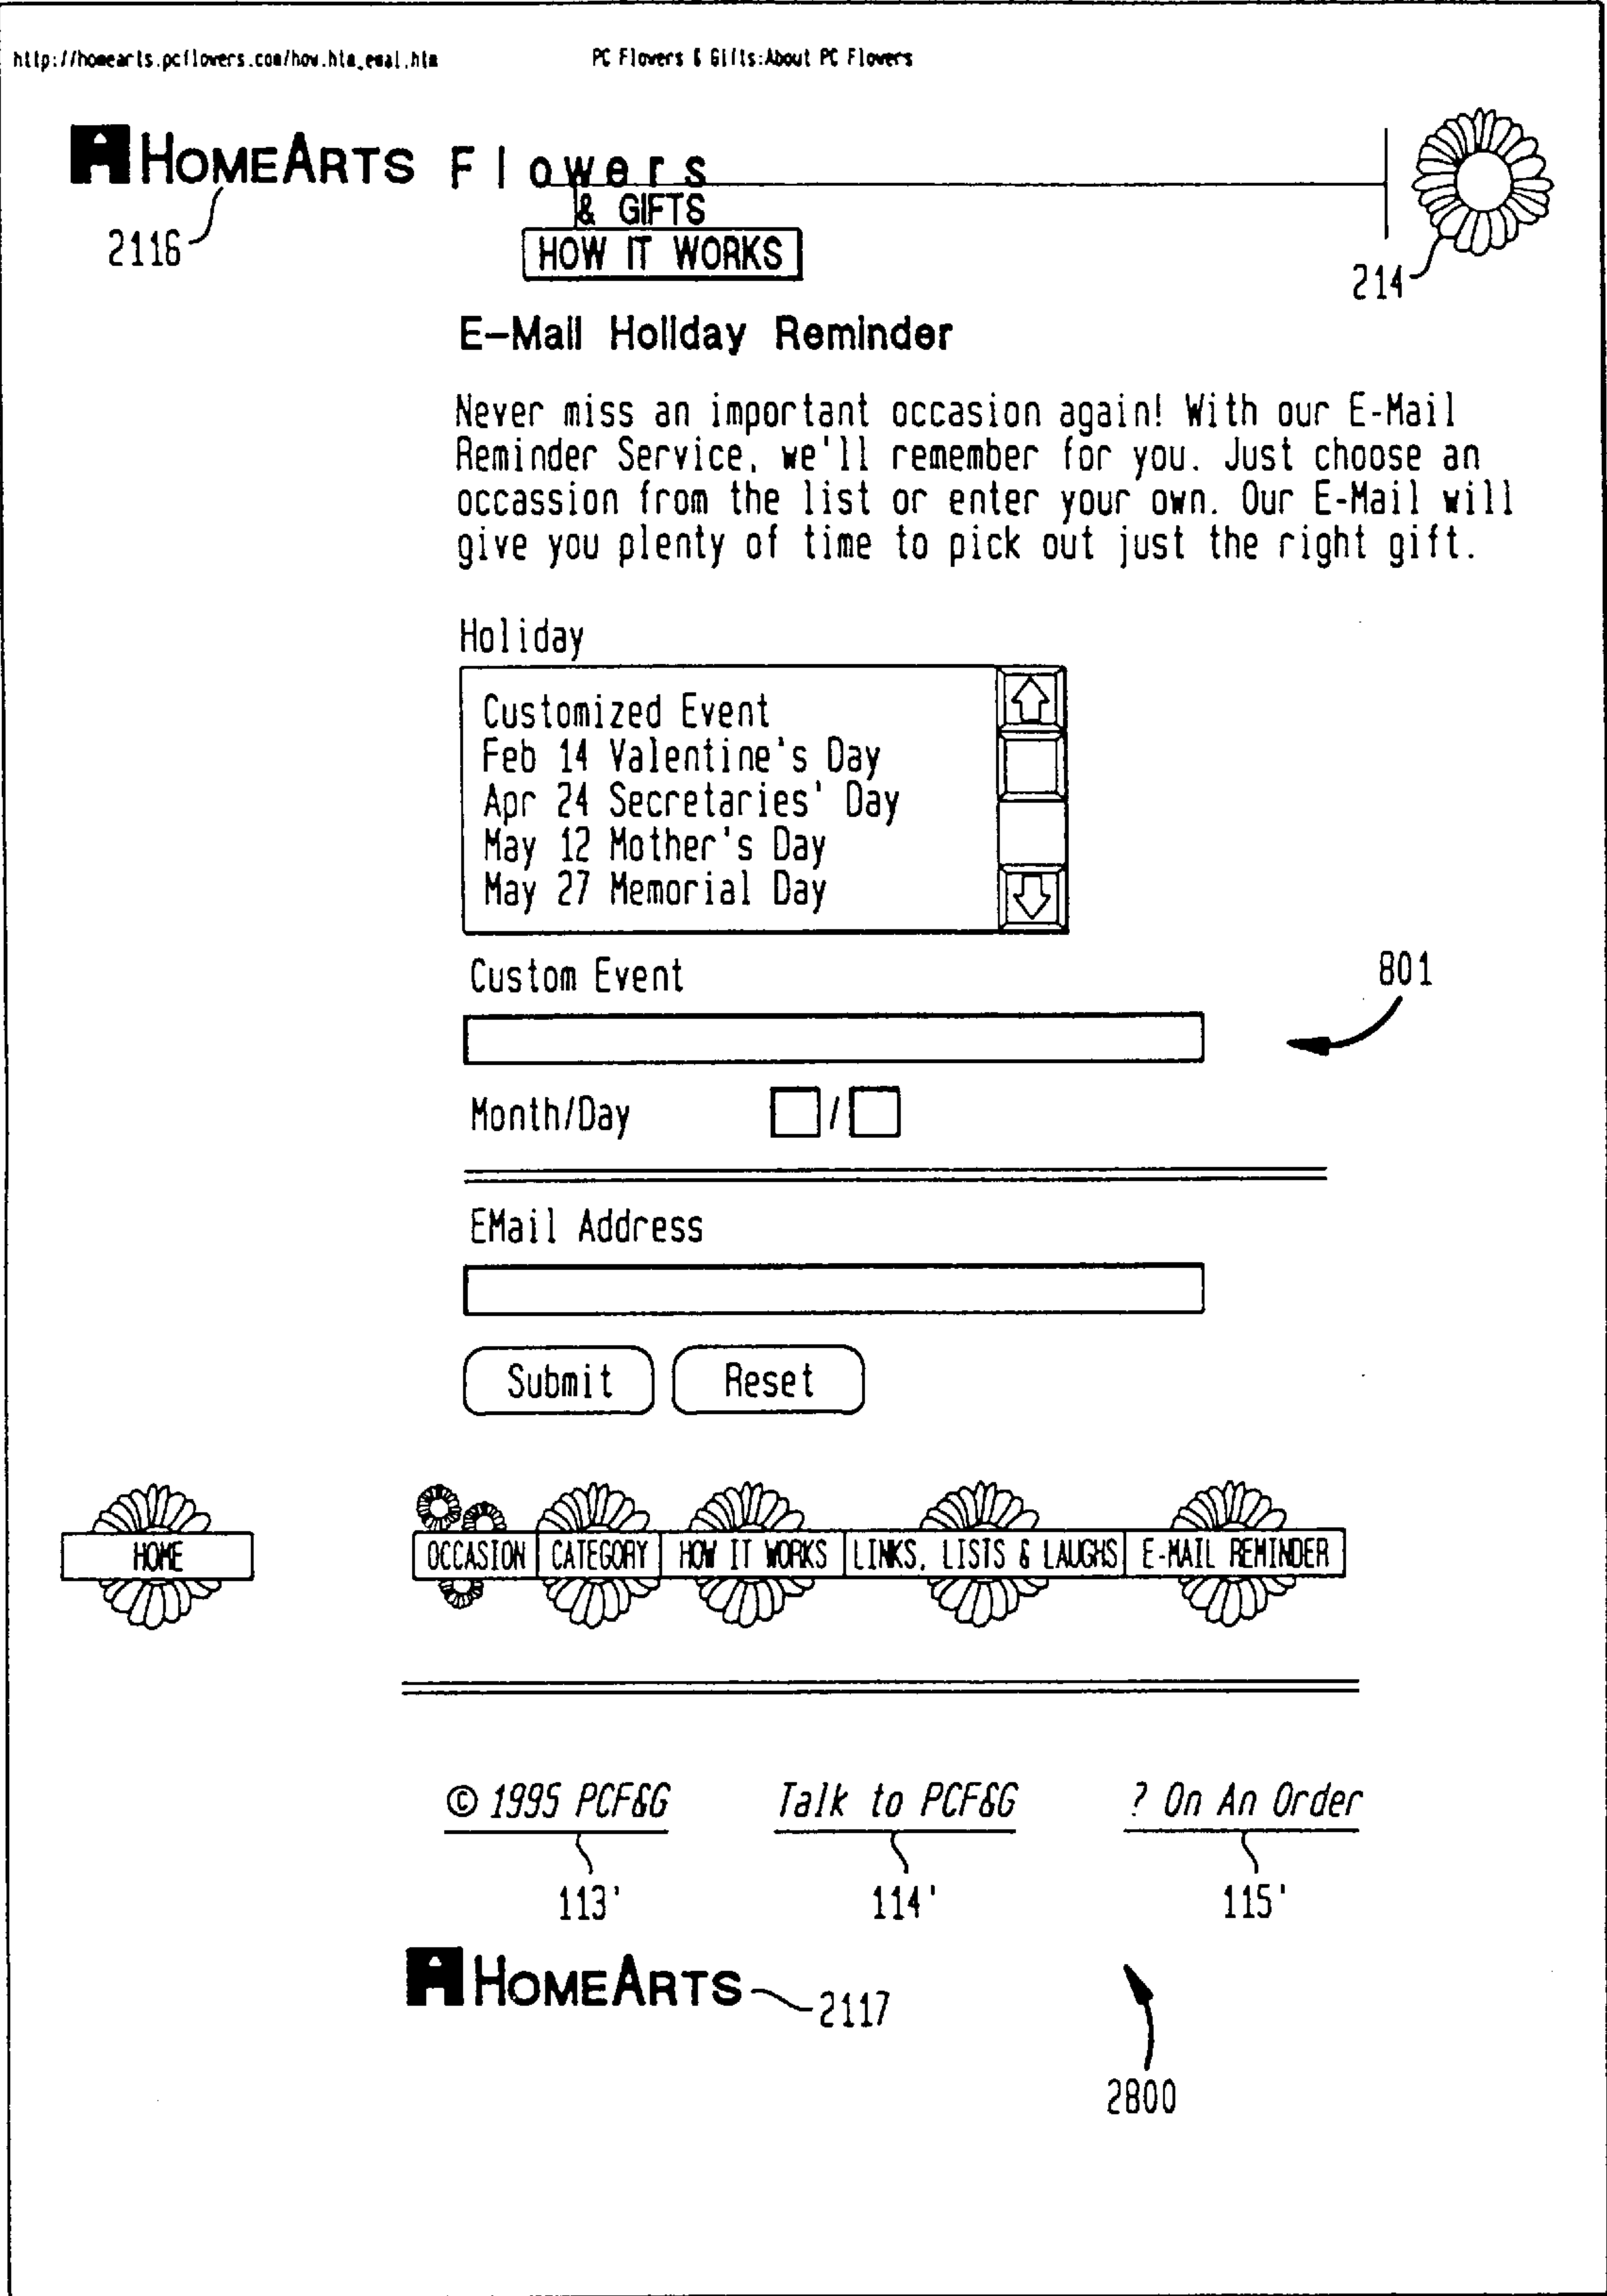 http://homearts.pcflowers.com/how.htm_emal.htm PC Flowers & Gifts:About PC Flowers
HOMEARTS Flowers
& GIFTS
2116
HOW IT WORKS
214
E-Mail Holiday Reminder
Never miss an important occasion again! With our E-Mail
Reminder Service, we'll remember for you. Just choose an
occassion from the list or enter your own. Our E-Mail will
give you plenty of time to pick out just the right gift.
Holiday
Customized Event
Feb 14 Valentine's Day
Apr 24 Secretaries' Day
May 12 Mother's Day
May 27 Memorial Day
Custom Event
801
Month/Day /
EMail Address
Submit Reset
HOME OCCASION CATEGORY HOW IT WORKS LINKS, LISTS & LAUGHS E-MAIL REMINDER
© 1995 PCF&G Talk to PCF&G ? On An Order
113' 114' 115'
HOMEARTS 2117
2800